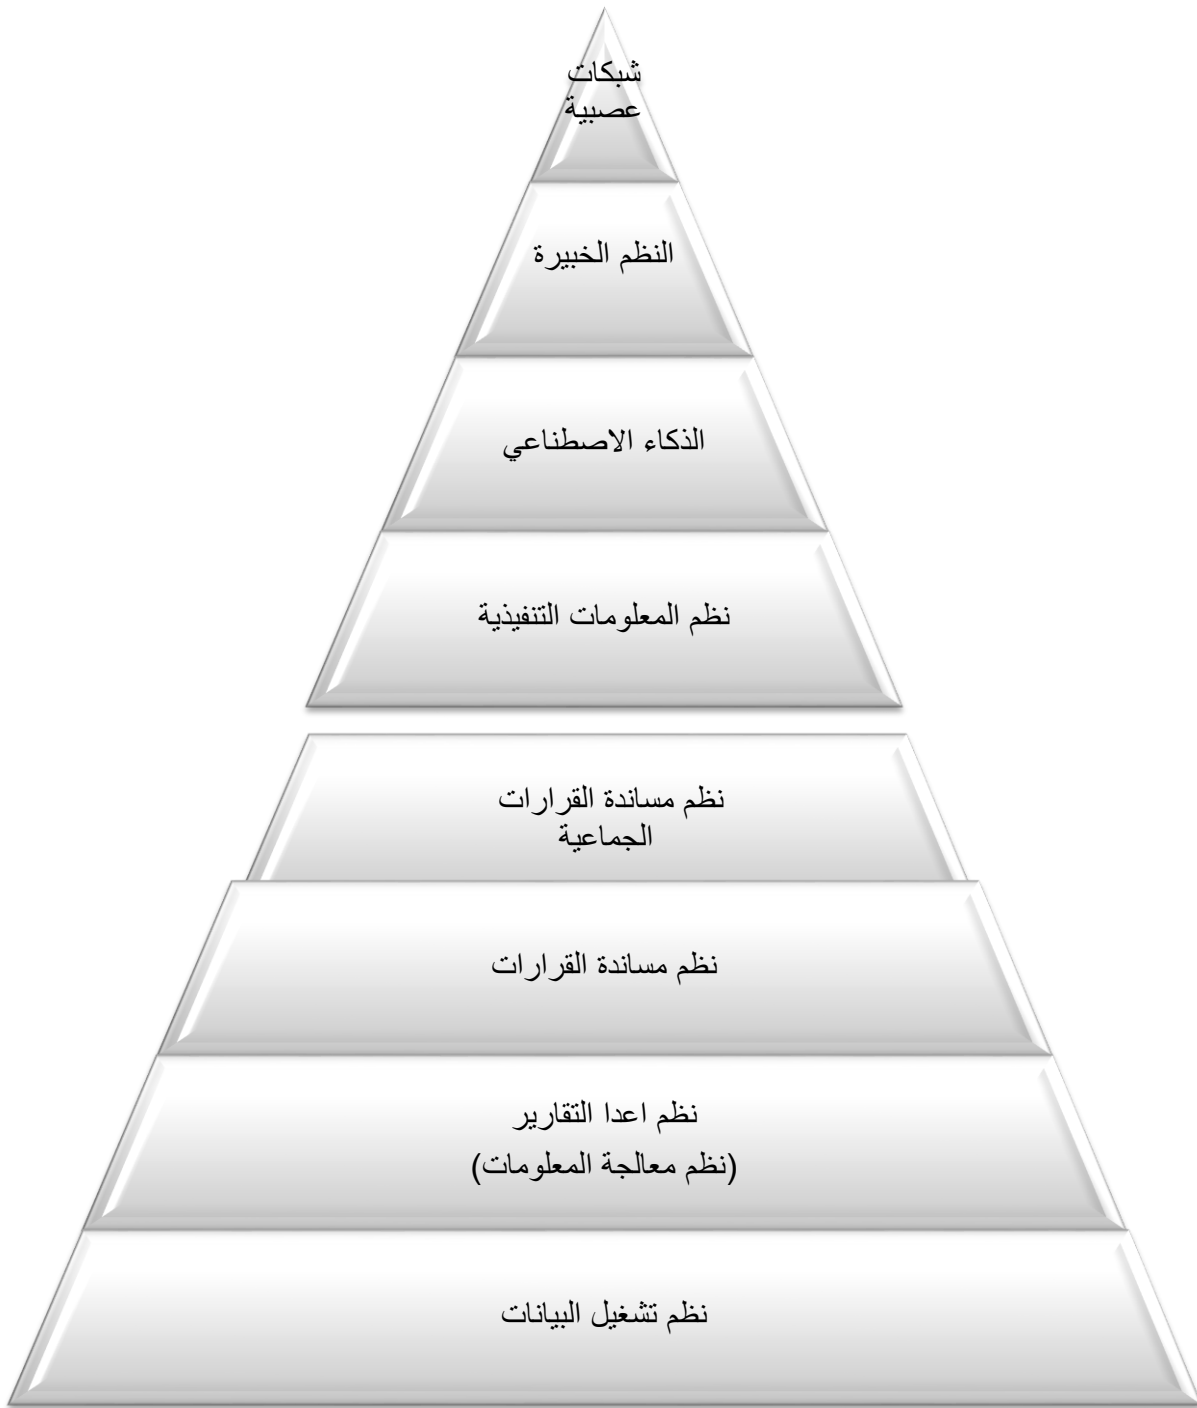 شبكات
عصبية
النظم الخبيرة
الذكاء الاصطناعي
نظم المعلومات التنفيذية
نظم مساندة القرارات
الجماعية
نظم مساندة القرارات
نظم اعدا التقارير
(نظم معالجة المعلومات)
نظم تشغيل البيانات